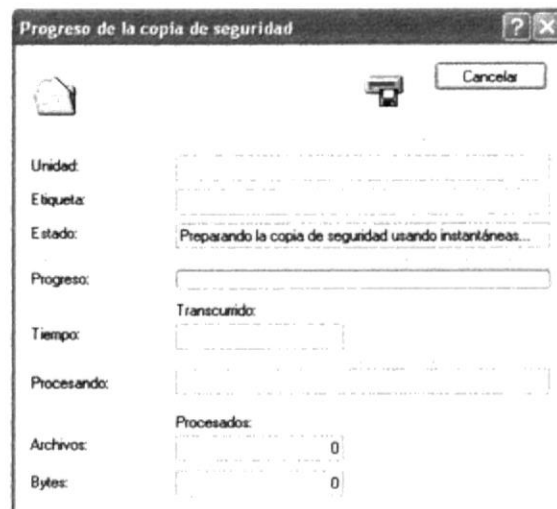 Progreso de la copia de seguridad
Cancelar
Unidad:
Etiqueta:
Estado: Preparando la copia de seguridad usando instantáneas...
Progreso:
Transcurrido:
Tiempo:
Procesando:
Procesados:
Archivos: 0
Bytes: 0